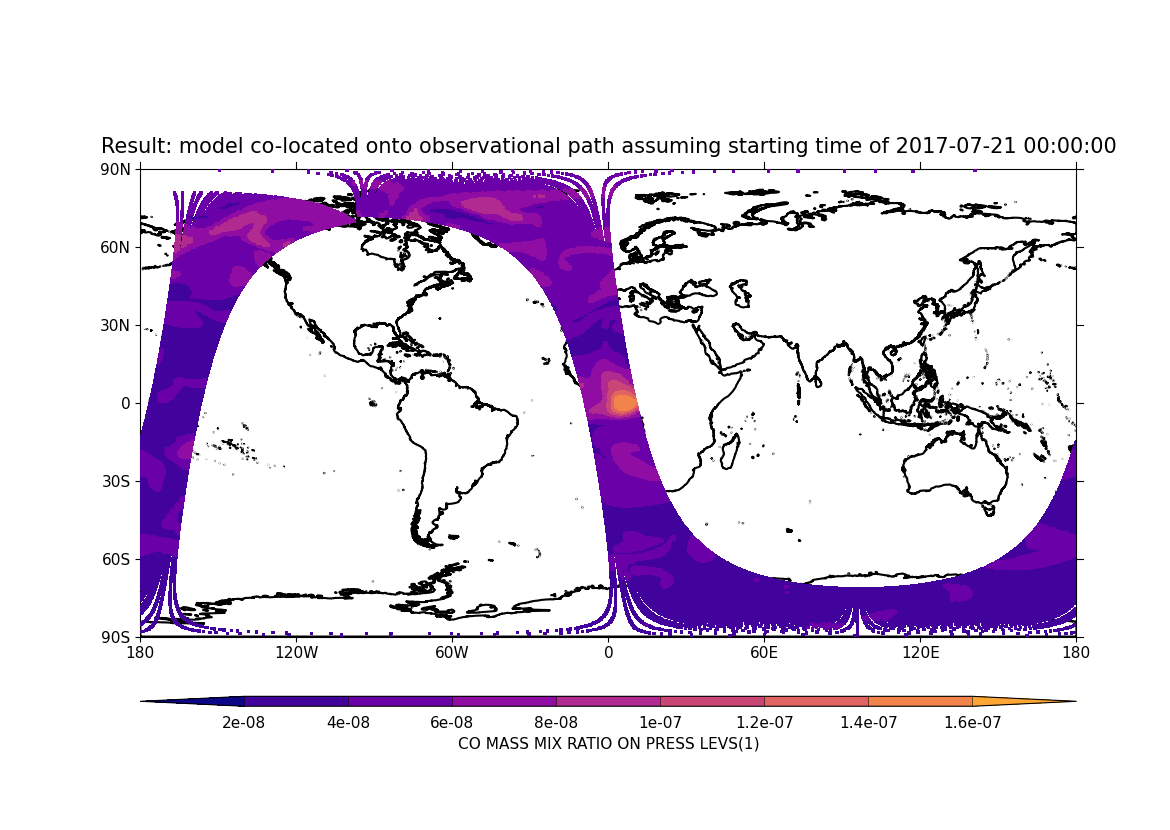 Result: model co-located onto observational path assuming starting time of 2017-07-21 00:00:00
90N
60N
30N
0
30S
60S
90S
180 120W 60W 0 60E 120E 180
2e-08 4e-08 6e-08 8e-08 1e-07 1.2e-07 1.4e-07 1.6e-07
CO MASS MIX RATIO ON PRESS LEVS(1)